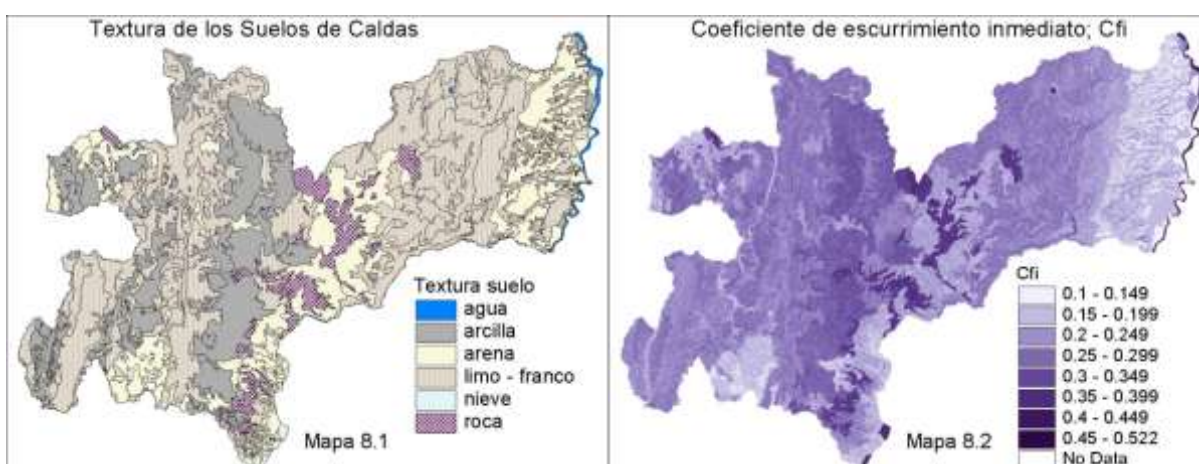 Textura de los Suelos de Caldas
Textura suelo
agua
arcilla
arena
limo - franco
nieve
roca
Mapa 8.1
Coeficiente de escurrimiento inmediato; Cfi
Cfi
0.1 - 0.149
0.15 - 0.199
0.2 - 0.249
0.25 - 0.299
0.3 - 0.349
0.35 - 0.399
0.4 - 0.449
0.45 - 0.522
No Data
Mapa 8.2